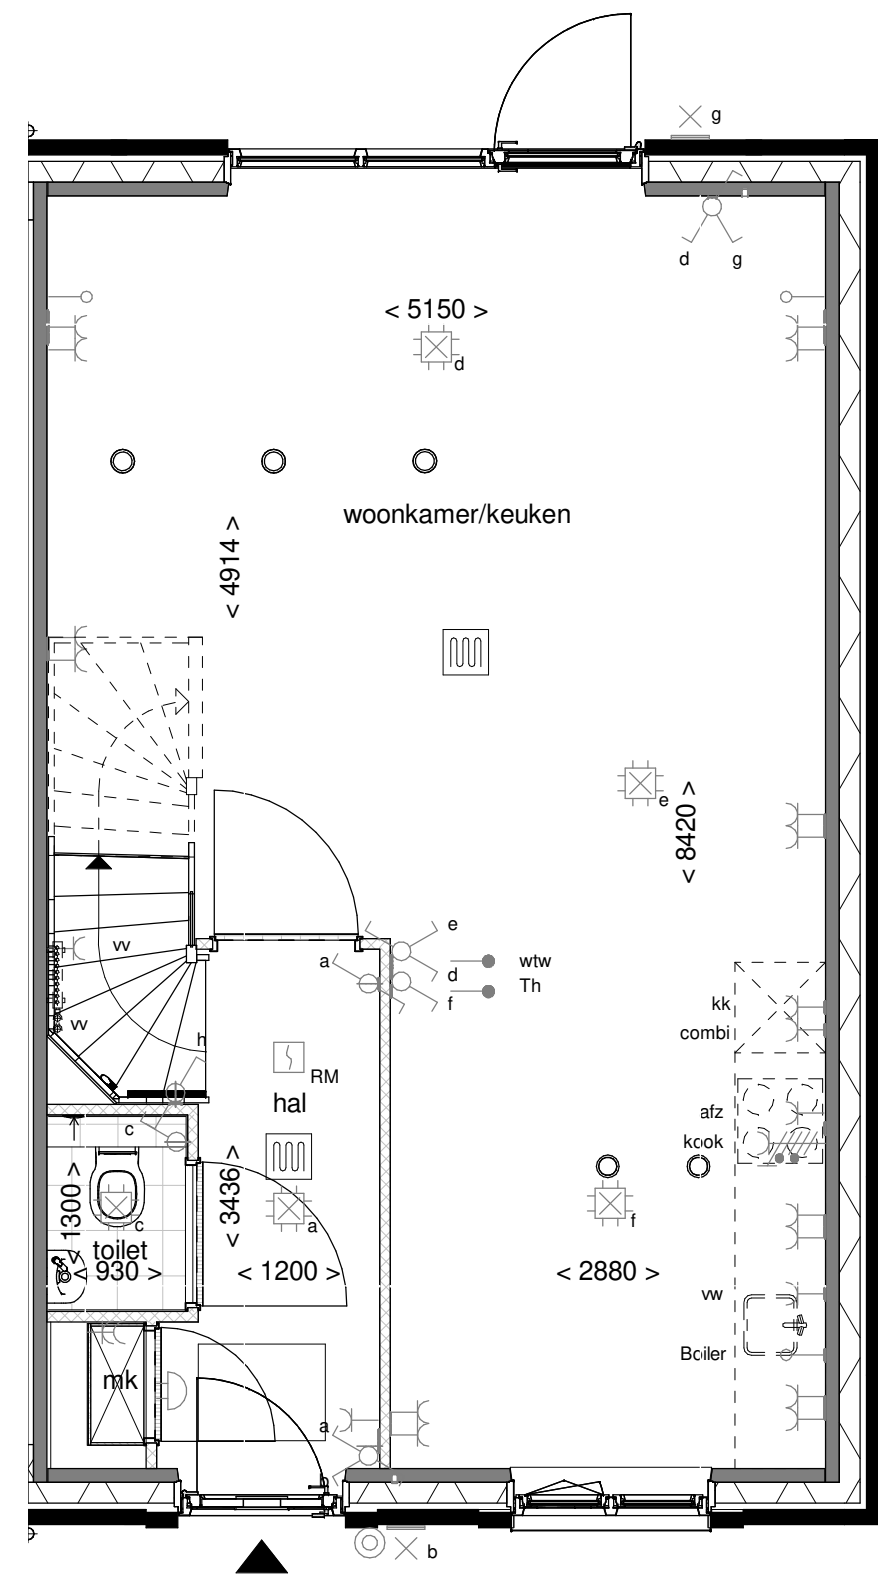 g
d g
< 5150 >
d
woonkamer/keuken
< 4914 >
e
< 8420 >
e
vv
a
d
wtw
f
Th
kk
vv
h
combi
RM
hal
afz
c
kook
< 1300 >
< 3436 >
c
a
f
toilet
< 930 >
< 1200 >
< 2880 >
vw
Boiler
mk
a
b